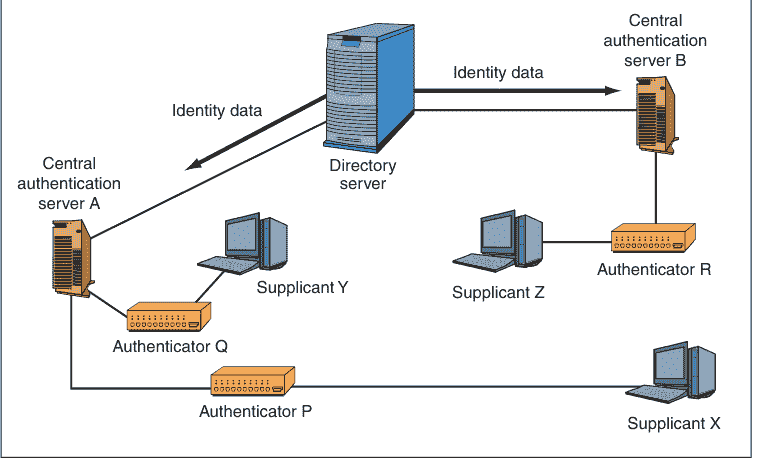 Central
authentication
server B
Identity data
Identity data
Directory
server
Central
authentication
server A
Supplicant Y
Supplicant Z
Authenticator R
Authenticator Q
Authenticator P
Supplicant X